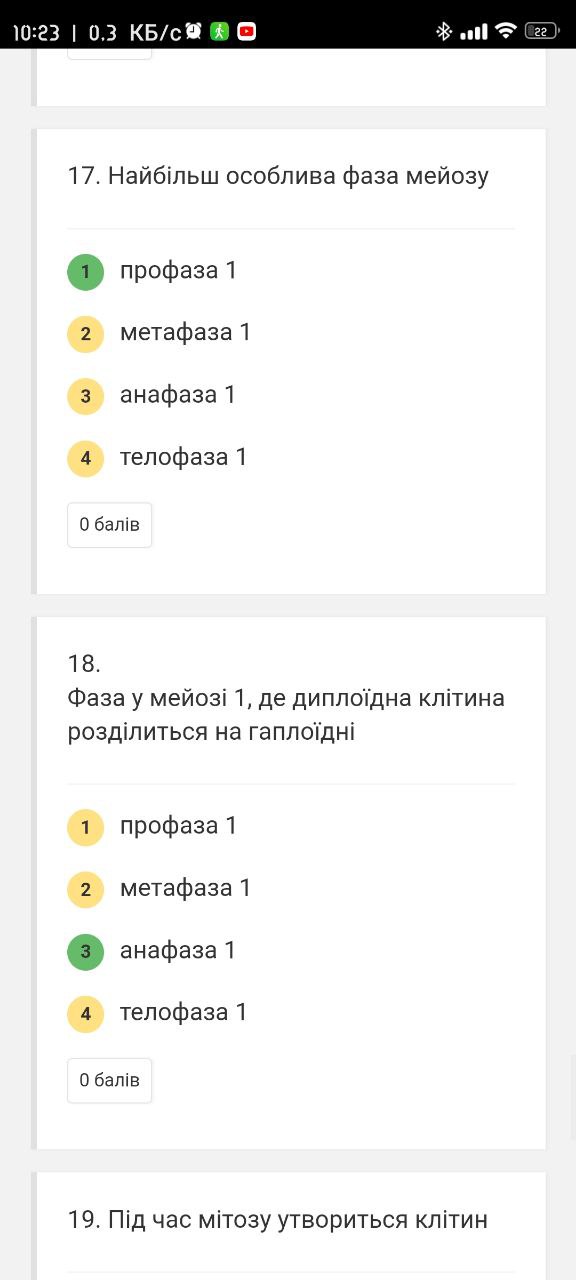 10:23 | 0,3 КБ/с
22
17. Найбільш особлива фаза мейозу
1 профаза 1
2 метафаза 1
3 анафаза 1
4 телофаза 1
0 балів
18.
Фаза у мейозі 1, де диплоїдна клітина
розділиться на гаплоїдні
1 профаза 1
2 метафаза 1
3 анафаза 1
4 телофаза 1
0 балів
19. Під час мітозу утвориться клітин